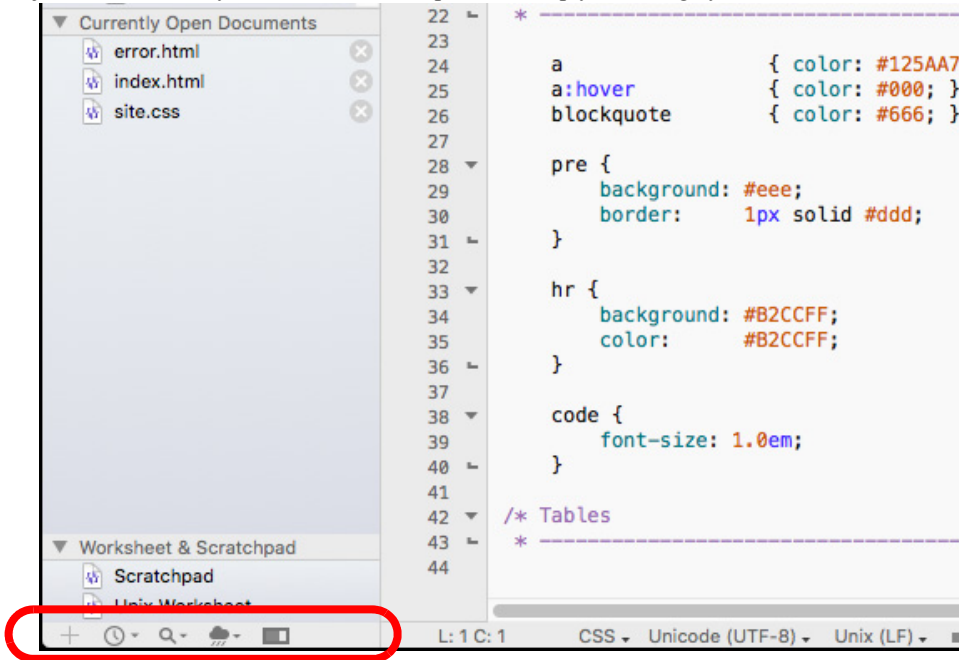 Currently Open Documents
error.html
index.html
site.css
Worksheet & Scratchpad
Scratchpad
Unix Worksheet
22 * ----------------------------------------
23
24 a { color: #125AA7
25 a:hover { color: #000; }
26 blockquote { color: #666; }
27
28 pre {
29 background: #eee;
30 border: 1px solid #ddd;
31 }
32
33 hr {
34 background: #B2CCFF;
35 color: #B2CCFF;
36 }
37
38 code {
39 font-size: 1.0em;
40 }
41
42 /* Tables
43 * ----------------------------------------
44
L: 1 C: 1 CSS Unicode (UTF-8) Unix (LF)